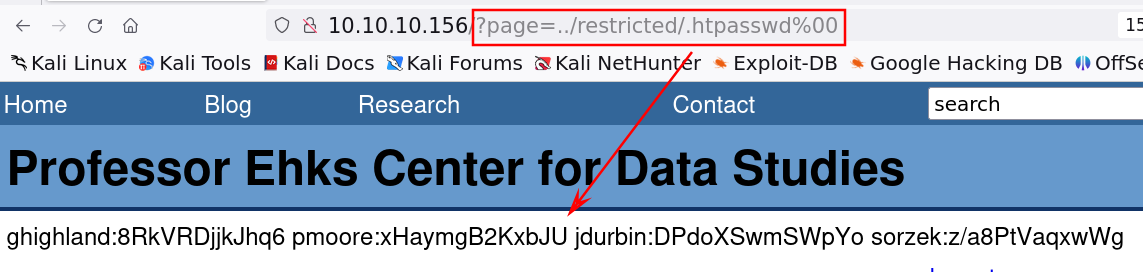 10.10.10.156/?page=../restricted/.htpasswd%00
Kali Linux Kali Tools Kali Docs Kali Forums Kali NetHunter Exploit-DB Google Hacking DB
Home Blog Research Contact search
Professor Ehks Center for Data Studies
ghighland:8RkVRDjjkJhq6 pmoore:xHaymgB2KxbJU jdurbin:DPdoXSwmSWpYo sorzek:z/a8PtVaqxwWg